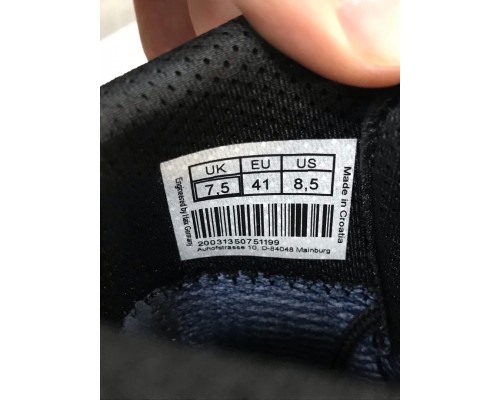 UK EU US
7,5 41 8,5
Made in Croatia
Engineered by Haix Germany
20031350751199
Auhofstrasse 10, D-84048 Mainburg